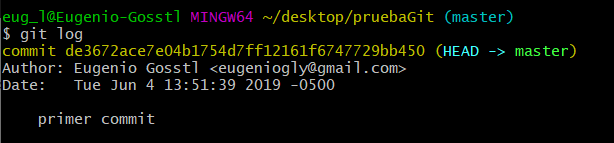 eug_l@Eugenio-Gosstl MINGW64 ~/desktop/pruebaGit (master)
$ git log
commit de3672ace7e04b1754d7ff12161f6747729bb450 (HEAD -> master)
Author: Eugenio Gosstl <eugeniogly@gmail.com>
Date:   Tue Jun 4 13:51:39 2019 -0500
    primer commit